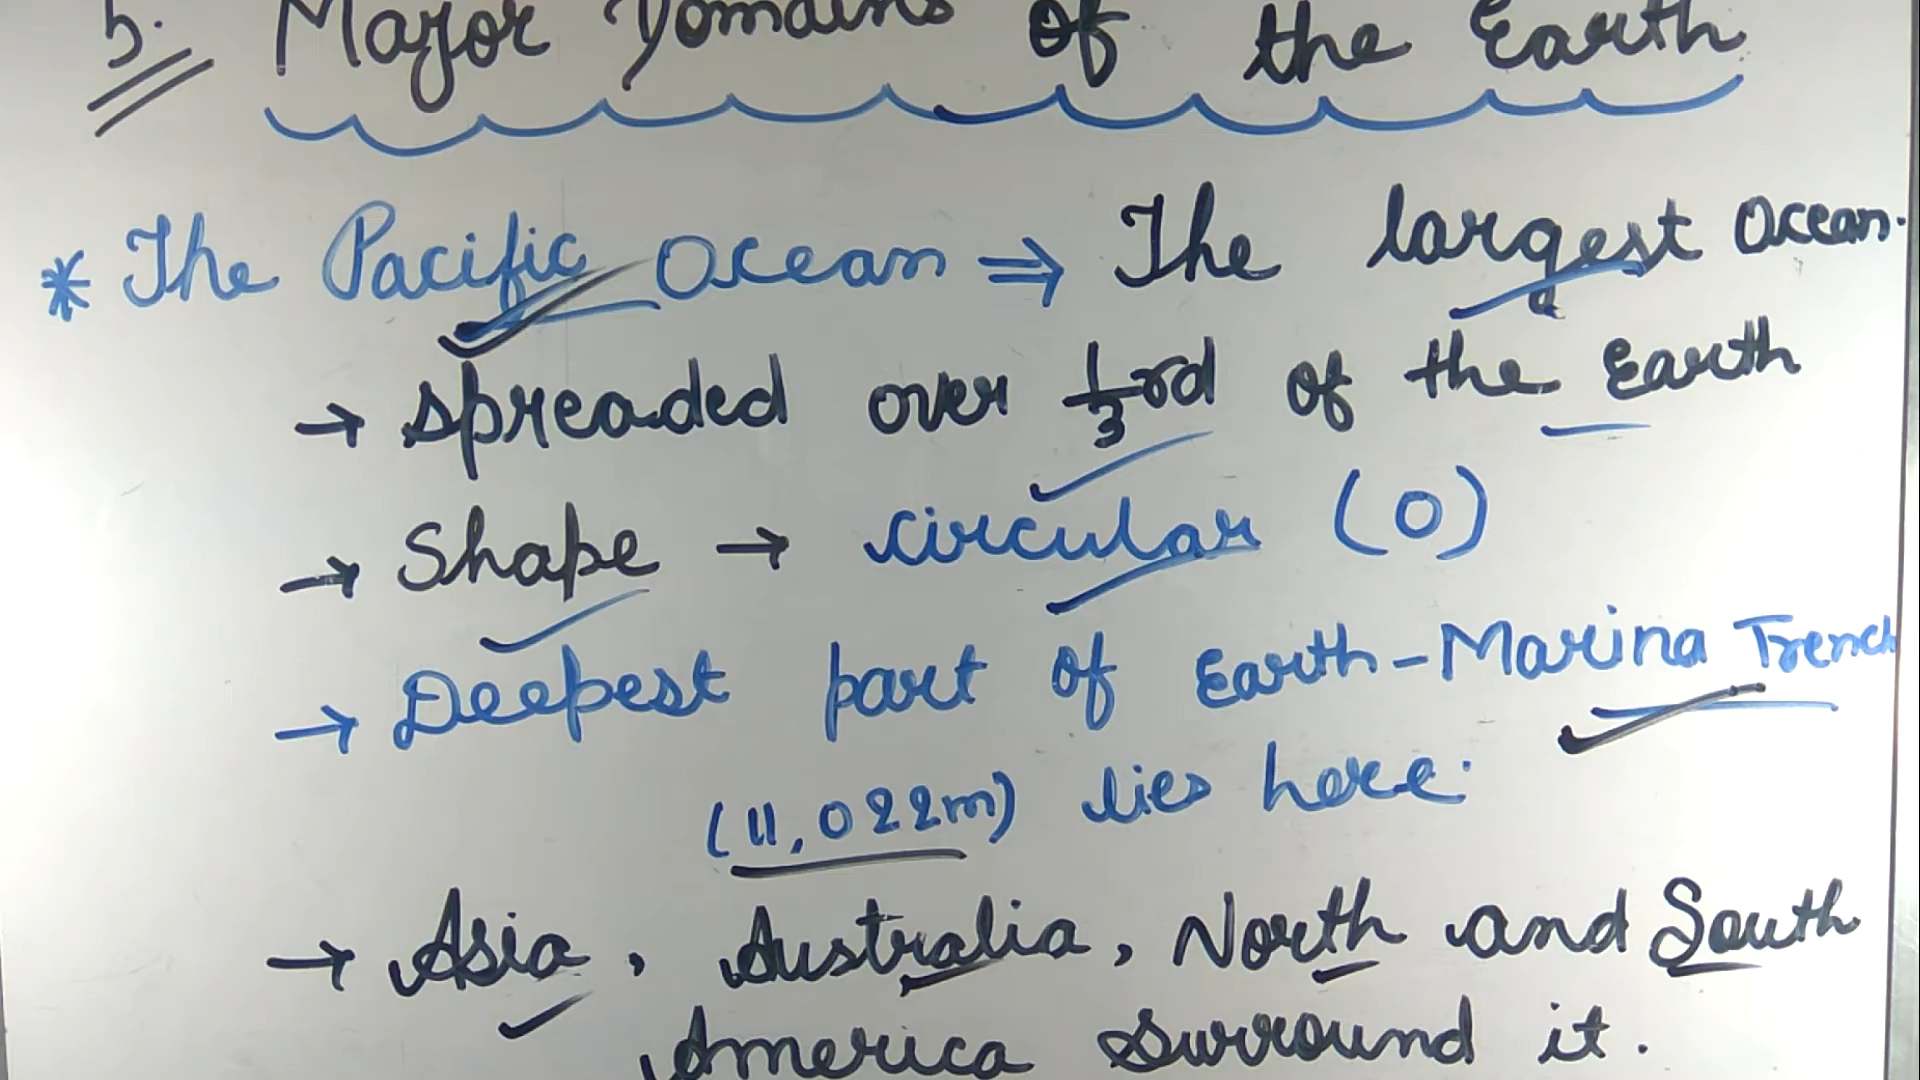 5. Major Domains of the Earth
* The Pacific Ocean ⇒ The largest Ocean.
→ Spreaded over 1/3rd of the Earth
→ Shape → circular (O)
→ Deepest part of Earth - Marina Trench
(11,022m) lies here.
→ Asia, Australia, North and South
America Surround it.